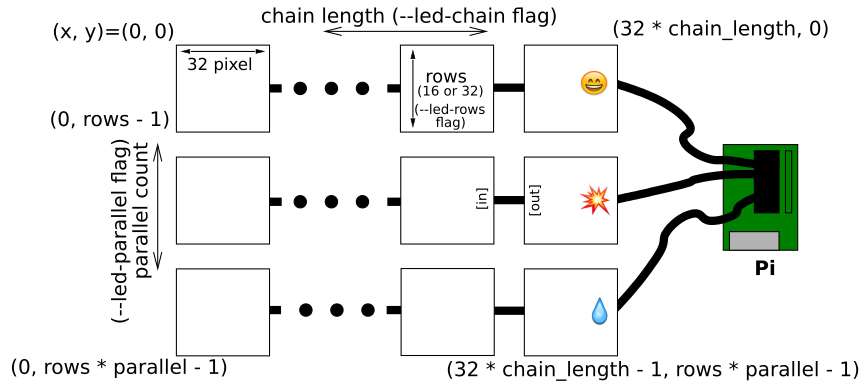 chain length (--led-chain flag)
(x, y)=(0, 0)
(32 * chain_length, 0)
32 pixel
rows
(16 or 32)
(--led-rows
flag)
(0, rows - 1)
(--led-parallel flag)
parallel count
[in]
[out]
Pi
(0, rows * parallel - 1)
(32 * chain_length - 1, rows * parallel - 1)